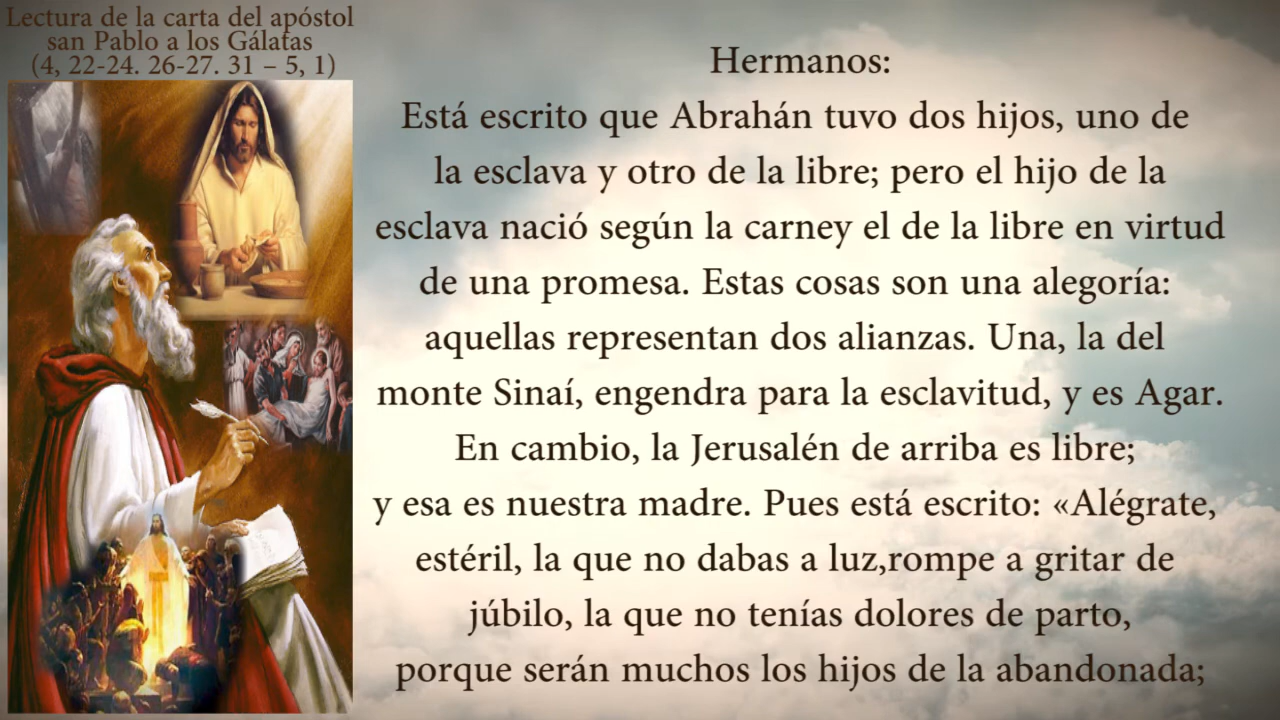 Lectura de la carta del apóstol
san Pablo a los Gálatas
(4, 22-24. 26-27. 31 – 5, 1)
Hermanos:
Está escrito que Abrahán tuvo dos hijos, uno de
la esclava y otro de la libre; pero el hijo de la
esclava nació según la carney el de la libre en virtud
de una promesa. Estas cosas son una alegoría:
aquellas representan dos alianzas. Una, la del
monte Sinaí, engendra para la esclavitud, y es Agar.
En cambio, la Jerusalén de arriba es libre;
y esa es nuestra madre. Pues está escrito: «Alégrate,
estéril, la que no dabas a luz,rompe a gritar de
júbilo, la que no tenías dolores de parto,
porque serán muchos los hijos de la abandonada;